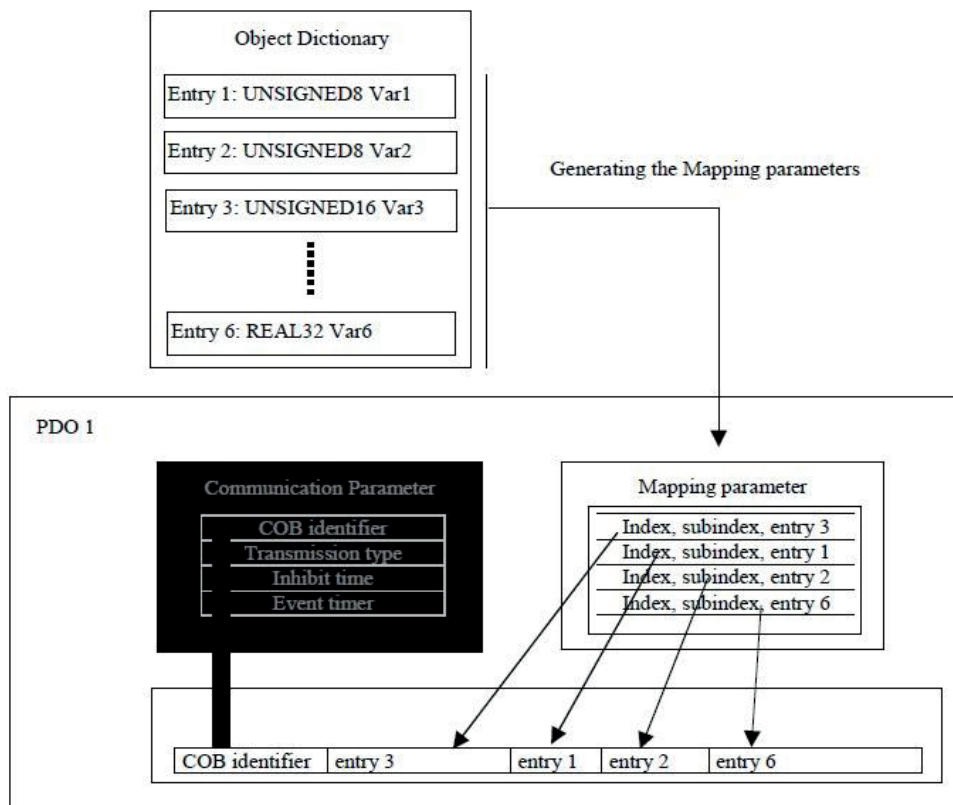 Object Dictionary
Entry 1: UNSIGNED8 Var1
Entry 2: UNSIGNED8 Var2
Entry 3: UNSIGNED16 Var3
Entry 6: REAL32 Var6
Generating the Mapping parameters
PDO 1
Communication Parameter
COB identifier
Transmission type
Inhibit time
Event timer
Mapping parameter
Index, subindex, entry 3
Index, subindex, entry 1
Index, subindex, entry 2
Index, subindex, entry 6
COB identifier entry 3 entry 1 entry 2 entry 6